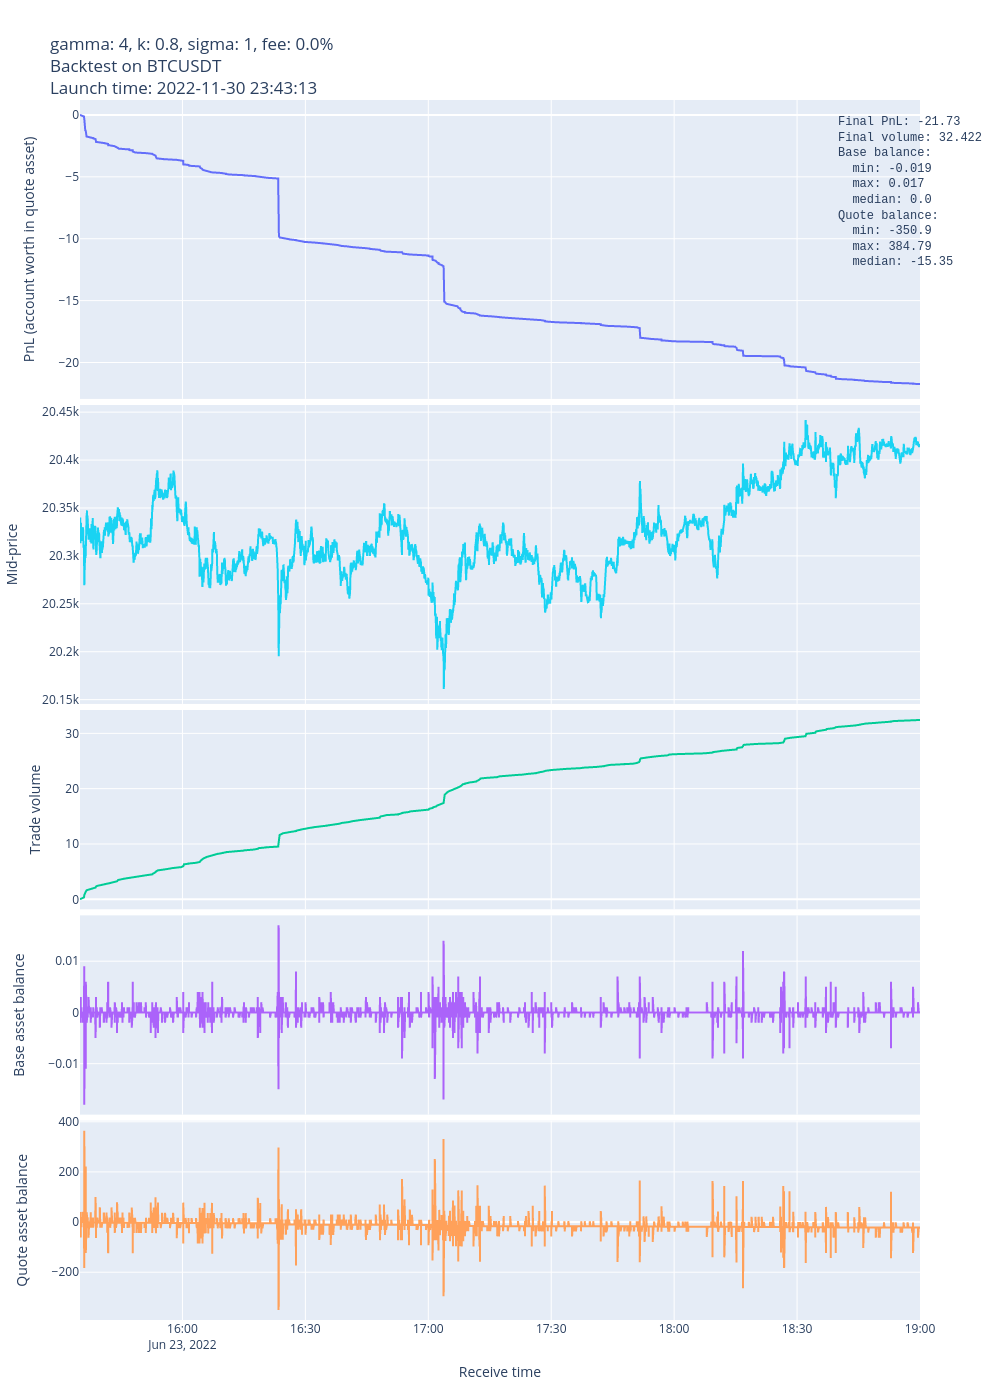 gamma: 4, k: 0.8, sigma: 1, fee: 0.0%
Backtest on BTCUSDT
Launch time: 2022-11-30 23:43:13
PnL (account worth in quote asset)
0
−5
−10
−15
−20
Final PnL: -21.73
Final volume: 32.422
Base balance:
min: -0.019
max: 0.017
median: 0.0
Quote balance:
min: -350.9
max: 384.79
median: -15.35
Mid-price
20.45k
20.4k
20.35k
20.3k
20.25k
20.2k
20.15k
Trade volume
30
20
10
0
Base asset balance
0.01
0
−0.01
Quote asset balance
400
200
0
−200
16:00 16:30 17:00 17:30 18:00 18:30 19:00
Jun 23, 2022
Receive time